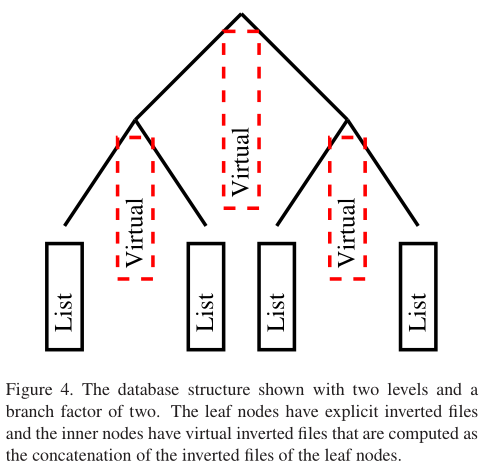 Virtual
Virtual
Virtual
List
List
List
List
Figure 4. The database structure shown with two levels and a
branch factor of two. The leaf nodes have explicit inverted files
and the inner nodes have virtual inverted files that are computed as
the concatenation of the inverted files of the leaf nodes.